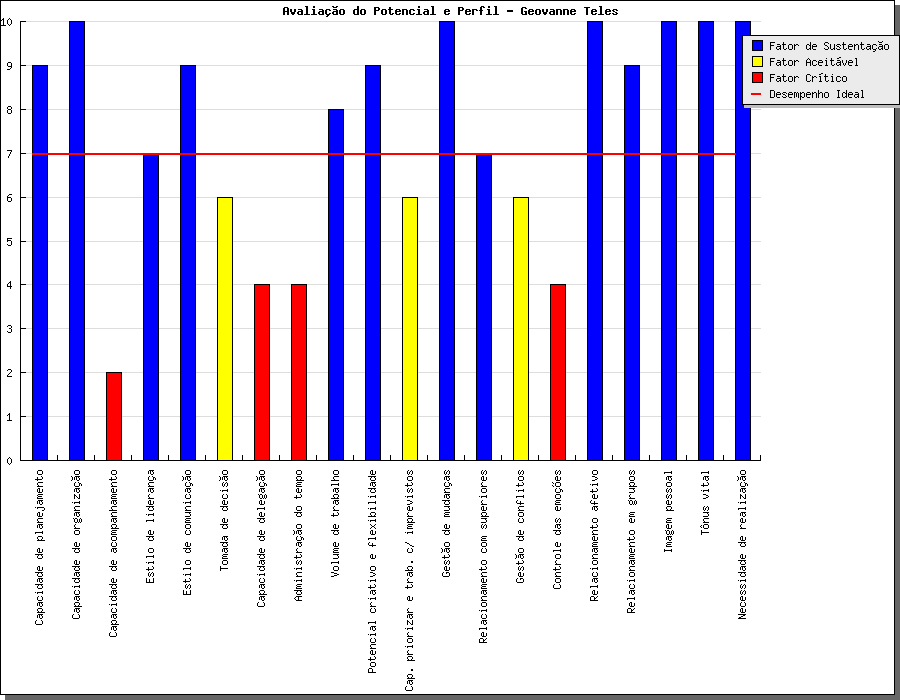 Avaliação do Potencial e Perfil - Geovanne Teles
10
9
8
7
6
5
4
3
2
1
0
Fator de Sustentação
Fator Aceitável
Fator Crítico
Desempenho Ideal
Capacidade de planejamento
Capacidade de organização
Capacidade de acompanhamento
Estilo de liderança
Estilo de comunicação
Tomada de decisão
Capacidade de delegação
Administração do tempo
Volume de trabalho
Potencial criativo e flexibilidade
Cap. priorizar e trab. c/ imprevistos
Gestão de mudanças
Relacionamento com superiores
Gestão de conflitos
Controle das emoções
Relacionamento afetivo
Relacionamento em grupos
Imagem pessoal
Tônus vital
Necessidade de realização